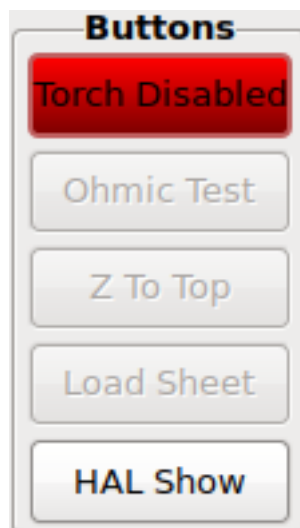 Buttons
Torch Disabled
Ohmic Test
Z To Top
Load Sheet
HAL Show